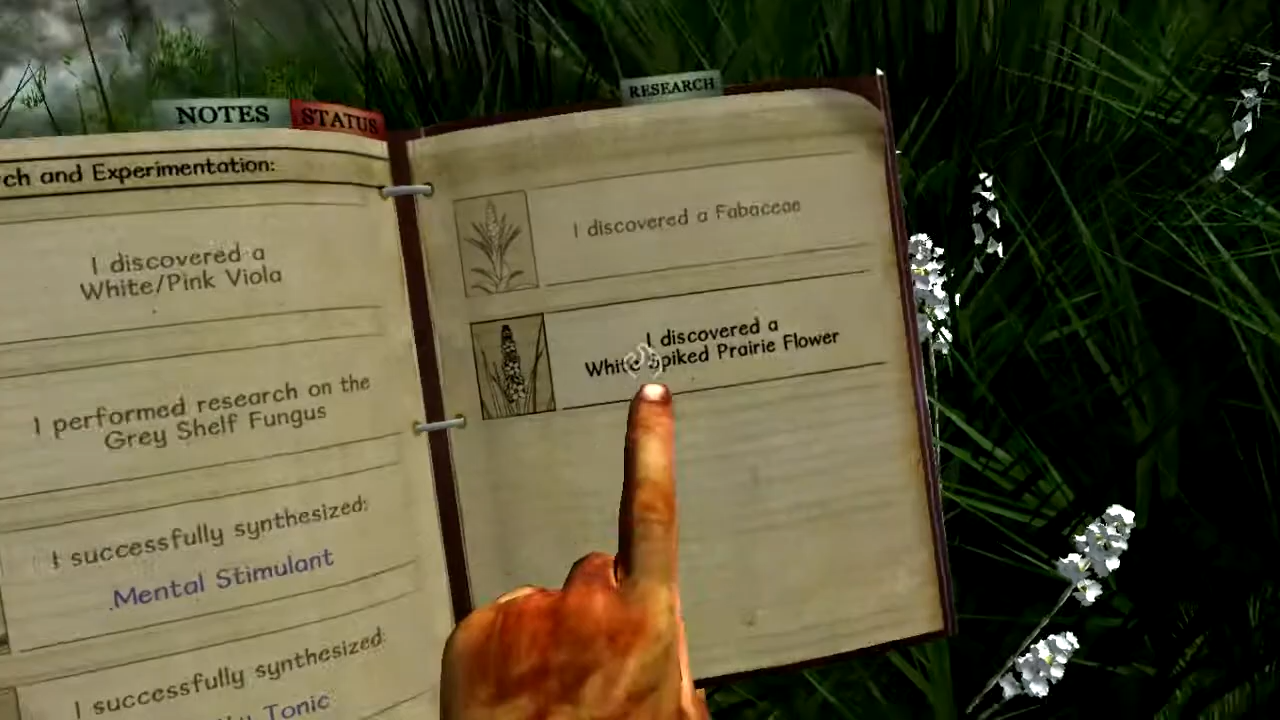 NOTES
STATUS
RESEARCH
and Experimentation:
I discovered a
White/Pink Viola
I performed research on the
Grey Shelf Fungus
I successfully synthesized:
Mental Stimulant
I successfully synthesized:
Tonic
I discovered a Fabaceae
I discovered a
White Spiked Prairie Flower